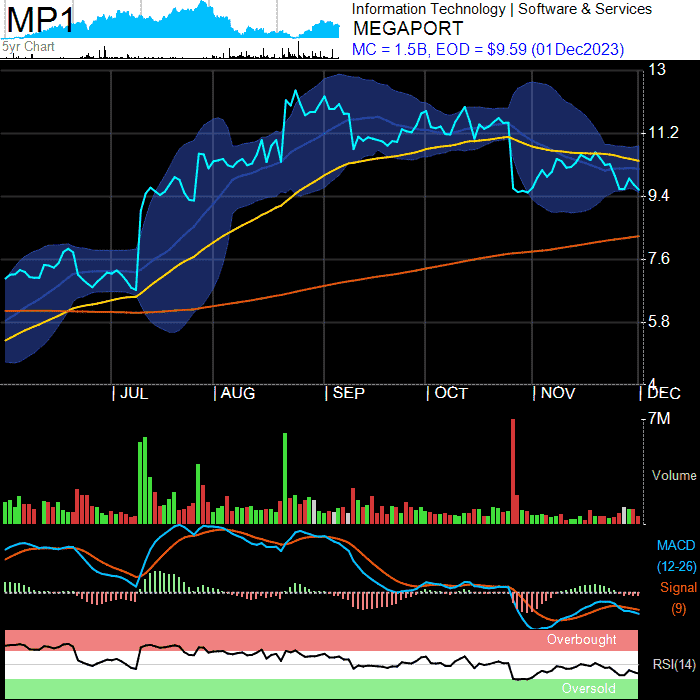 MP1
5yr Chart
Information Technology | Software & Services
MEGAPORT
MC = 1.5B, EOD = $9.59 (01Dec2023)
13
11.2
9.4
7.6
5.8
4
| JUL | AUG | SEP | OCT | NOV | DEC
7M
Volume
MACD
(12-26)
Signal
(9)
Overbought
RSI(14)
Oversold